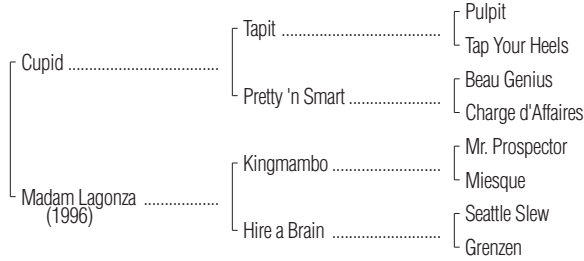 Pulpit
Tapit ..................................
Tap Your Heels
Cupid ...................................
Beau Genius
Pretty 'n Smart .....................
Charge d'Affaires
Mr. Prospector
Kingmambo .........................
Miesque
Madam Lagonza ..................
(1996)
Seattle Slew
Hire a Brain .........................
Grenzen